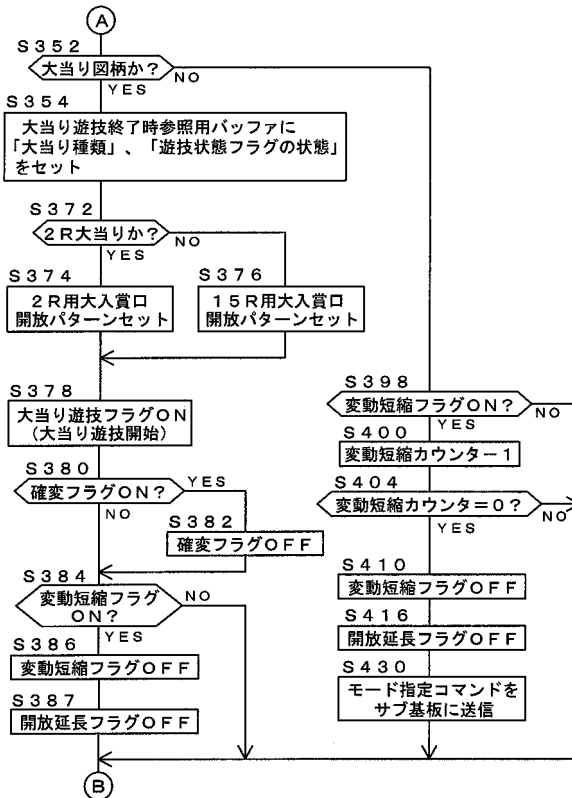 A
S352
大当り図柄か？
NO
YES
S354
大当り遊技終了時参照用バッファに
「大当り種類」、「遊技状態フラグの状態」
をセット
S372
2R大当りか？
NO
YES
S374
2R用大入賞口
開放パターンセット
S376
15R用大入賞口
開放パターンセット
S378
大当り遊技フラグON
(大当り遊技開始)
S380
確変フラグON？
YES
NO
S382
確変フラグOFF
S384
変動短縮フラグ
ON？
NO
YES
S386
変動短縮フラグOFF
S387
開放延長フラグOFF
S398
変動短縮フラグON？
NO
YES
S400
変動短縮カウンター1
S404
変動短縮カウンタ＝0？
NO
YES
S410
変動短縮フラグOFF
S416
開放延長フラグOFF
S430
モード指定コマンドを
サブ基板に送信
B